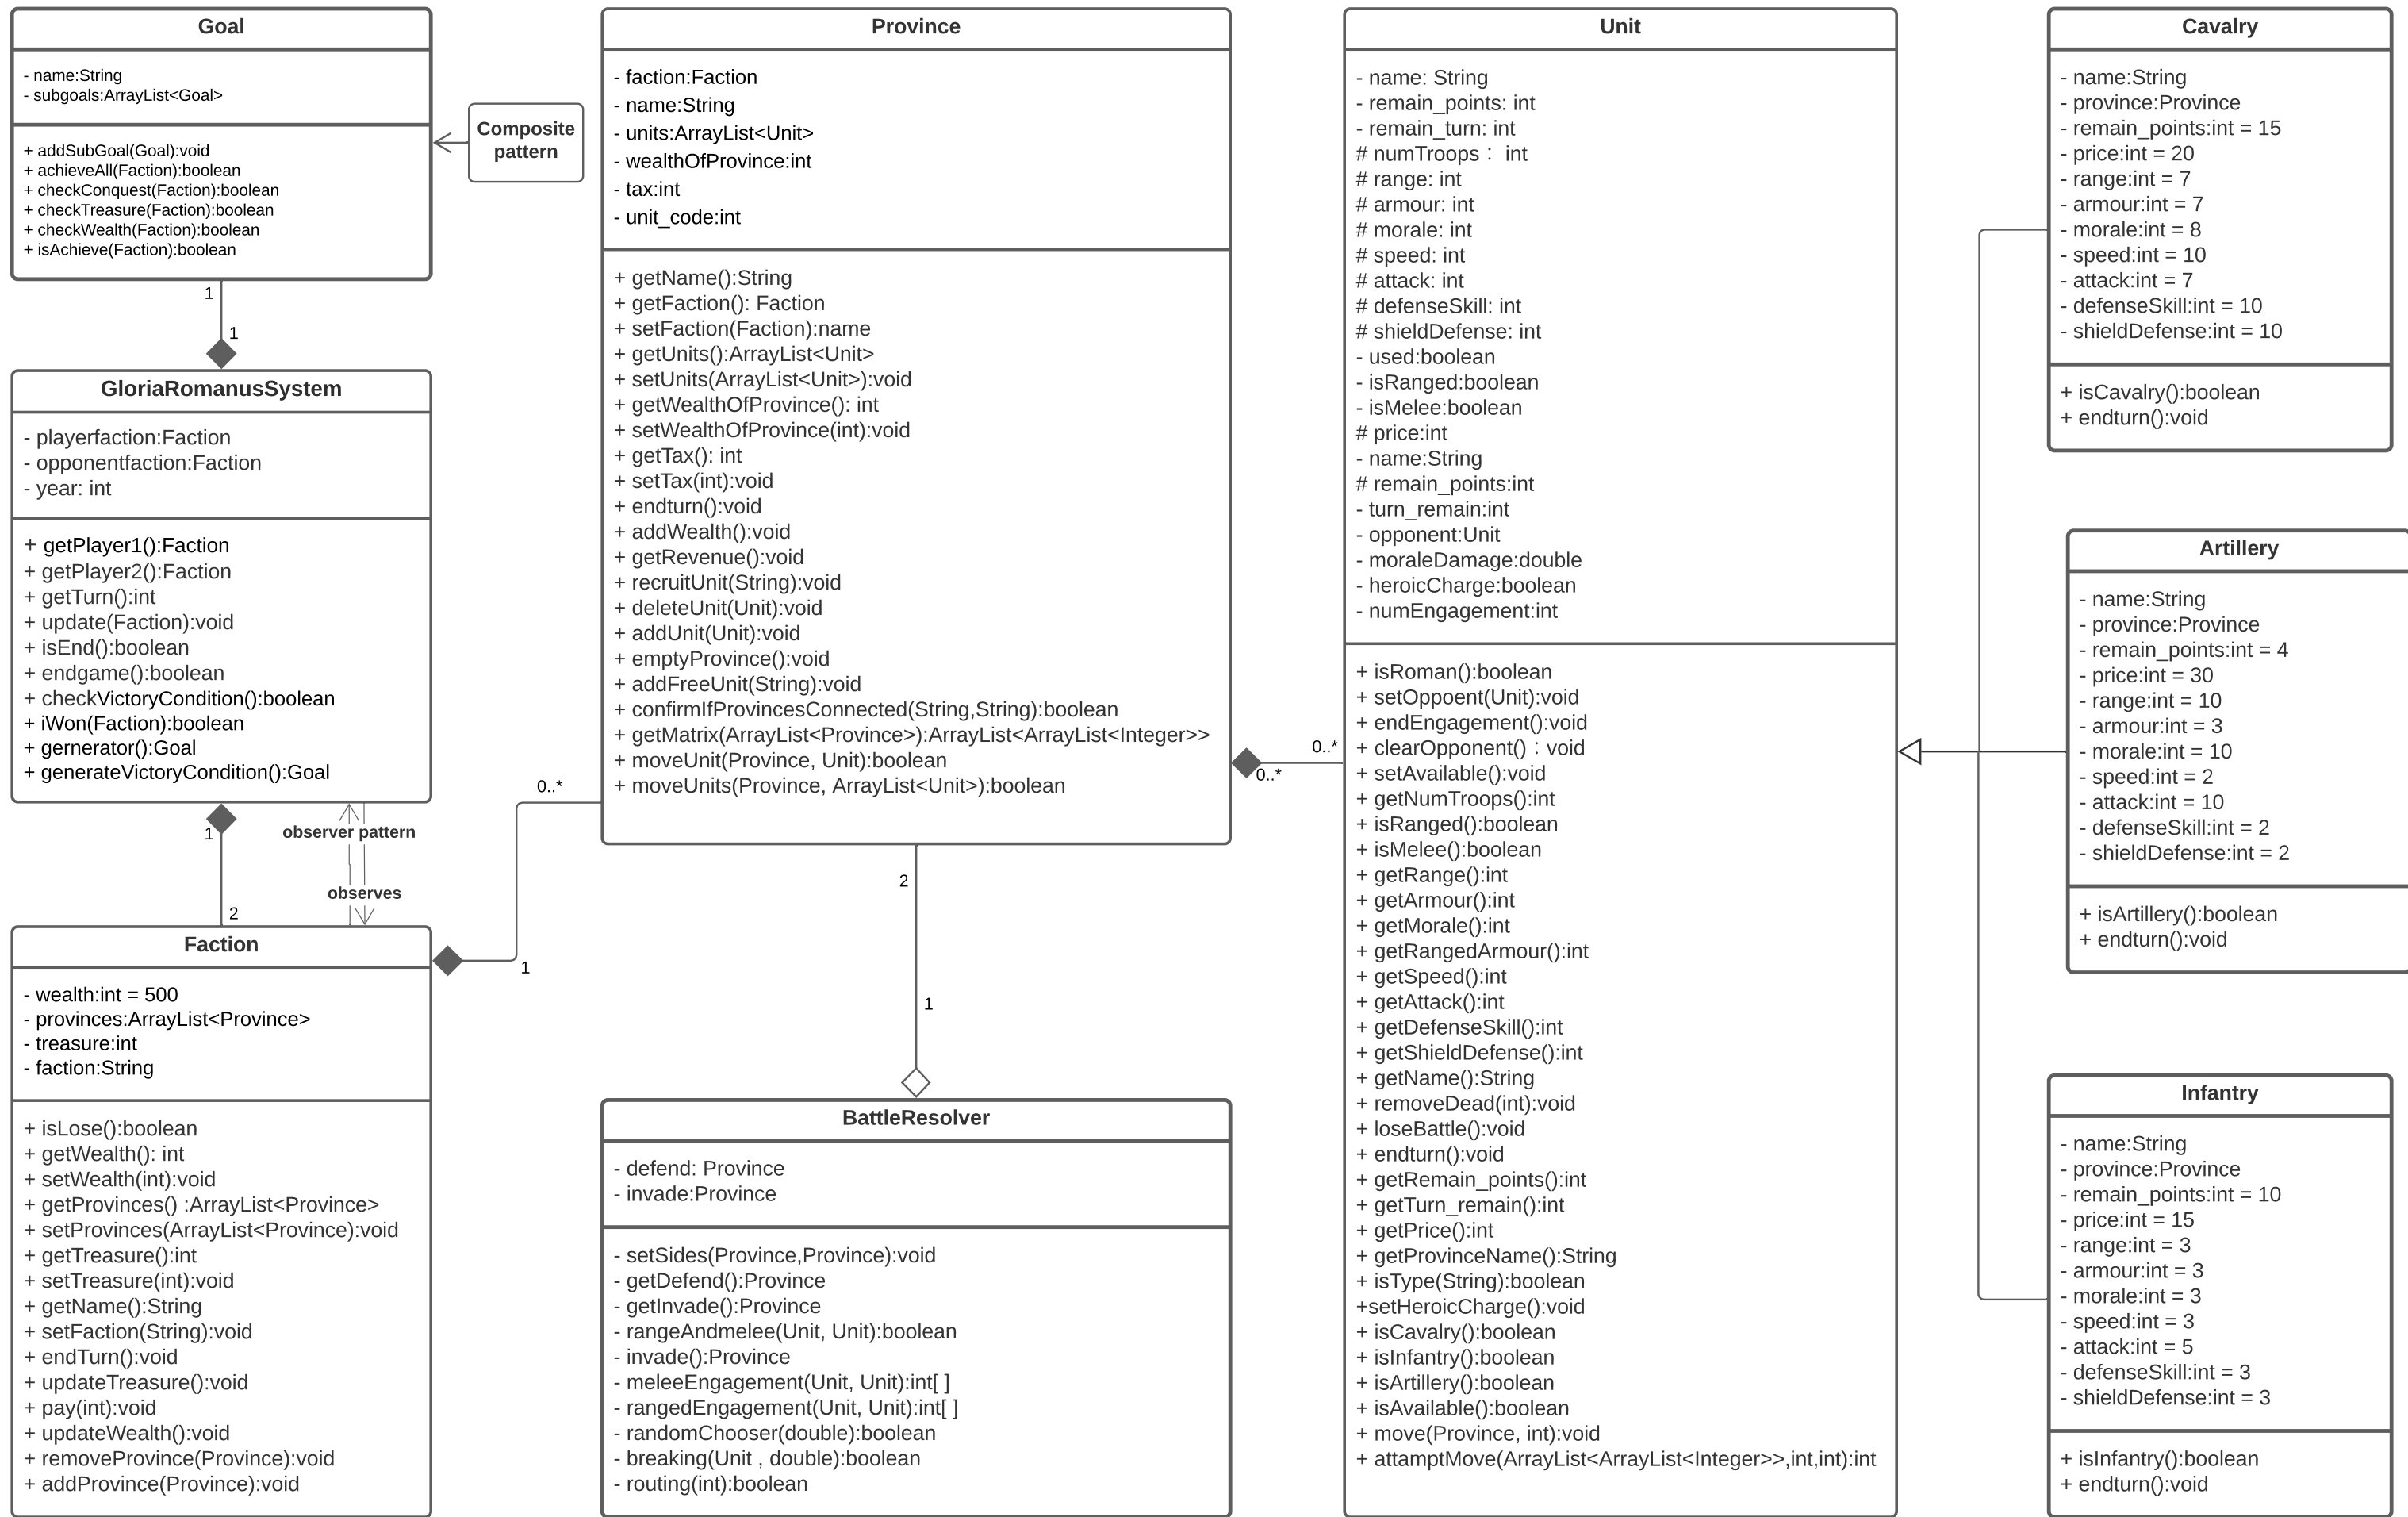 Goal
- name:String
- subgoals:ArrayList<Goal>
+ addSubGoal(Goal):void
+ achieveAll(Faction):boolean
+ checkConquest(Faction):boolean
+ checkTreasure(Faction):boolean
+ checkWealth(Faction):boolean
+ isAchieve(Faction):boolean
Composite
pattern
1
1
GloriaRomanusSystem
- playerfaction:Faction
- opponentfaction:Faction
- year: int
+ getPlayer1():Faction
+ getPlayer2():Faction
+ getTurn():int
+ update(Faction):void
+ isEnd():boolean
+ endgame():boolean
+ checkVictoryCondition():boolean
+ iWon(Faction):boolean
+ gernerator():Goal
+ generateVictoryCondition():Goal
1
observer pattern
observes
2
Faction
- wealth:int = 500
- provinces:ArrayList<Province>
- treasure:int
- faction:String
+ isLose():boolean
+ getWealth(): int
+ setWealth(int):void
+ getProvinces() :ArrayList<Province>
+ setProvinces(ArrayList<Province):void
+ getTreasure():int
+ setTreasure(int):void
+ getName():String
+ setFaction(String):void
+ endTurn():void
+ updateTreasure():void
+ pay(int):void
+ updateWealth():void
+ removeProvince(Province):void
+ addProvince(Province):void
0..*
1
Province
- faction:Faction
- name:String
- units:ArrayList<Unit>
- wealthOfProvince:int
- tax:int
- unit_code:int
+ getName():String
+ getFaction(): Faction
+ setFaction(Faction):name
+ getUnits():ArrayList<Unit>
+ setUnits(ArrayList<Unit>):void
+ getWealthOfProvince(): int
+ setWealthOfProvince(int):void
+ getTax(): int
+ setTax(int):void
+ endturn():void
+ addWealth():void
+ getRevenue():void
+ recruitUnit(String):void
+ deleteUnit(Unit):void
+ addUnit(Unit):void
+ emptyProvince():void
+ addFreeUnit(String):void
+ confirmIfProvincesConnected(String,String):boolean
+ getMatrix(ArrayList<Province>):ArrayList<ArrayList<Integer>>
+ moveUnit(Province, Unit):boolean
+ moveUnits(Province, ArrayList<Unit>):boolean
2
1
BattleResolver
- defend: Province
- invade:Province
- setSides(Province,Province):void
- getDefend():Province
- getInvade():Province
- rangeAndmelee(Unit, Unit):boolean
- invade():Province
- meleeEngagement(Unit, Unit):int[ ]
- rangedEngagement(Unit, Unit):int[ ]
- randomChooser(double):boolean
- breaking(Unit , double):boolean
- routing(int):boolean
0..*
0..*
Unit
- name: String
- remain_points: int
- remain_turn: int
# numTroops： int
# range: int
# armour: int
# morale: int
# speed: int
# attack: int
# defenseSkill: int
# shieldDefense: int
- used:boolean
- isRanged:boolean
- isMelee:boolean
# price:int
- name:String
# remain_points:int
- turn_remain:int
- opponent:Unit
- moraleDamage:double
- heroicCharge:boolean
- numEngagement:int
+ isRoman():boolean
+ setOppoent(Unit):void
+ endEngagement():void
+ clearOpponent()：void
+ setAvailable():void
+ getNumTroops():int
+ isRanged():boolean
+ isMelee():boolean
+ getRange():int
+ getArmour():int
+ getMorale():int
+ getRangedArmour():int
+ getSpeed():int
+ getAttack():int
+ getDefenseSkill():int
+ getShieldDefense():int
+ getName():String
+ removeDead(int):void
+ loseBattle():void
+ endturn():void
+ getRemain_points():int
+ getTurn_remain():int
+ getPrice():int
+ getProvinceName():String
+ isType(String):boolean
+setHeroicCharge():void
+ isCavalry():boolean
+ isInfantry():boolean
+ isArtillery():boolean
+ isAvailable():boolean
+ move(Province, int):void
+ attamptMove(ArrayList<ArrayList<Integer>>,int,int):int
Cavalry
- name:String
- province:Province
- remain_points:int = 15
- price:int = 20
- range:int = 7
- armour:int = 7
- morale:int = 8
- speed:int = 10
- attack:int = 7
- defenseSkill:int = 10
- shieldDefense:int = 10
+ isCavalry():boolean
+ endturn():void
Artillery
- name:String
- province:Province
- remain_points:int = 4
- price:int = 30
- range:int = 10
- armour:int = 3
- morale:int = 10
- speed:int = 2
- attack:int = 10
- defenseSkill:int = 2
- shieldDefense:int = 2
+ isArtillery():boolean
+ endturn():void
Infantry
- name:String
- province:Province
- remain_points:int = 10
- price:int = 15
- range:int = 3
- armour:int = 3
- morale:int = 3
- speed:int = 3
- attack:int = 5
- defenseSkill:int = 3
- shieldDefense:int = 3
+ isInfantry():boolean
+ endturn():void